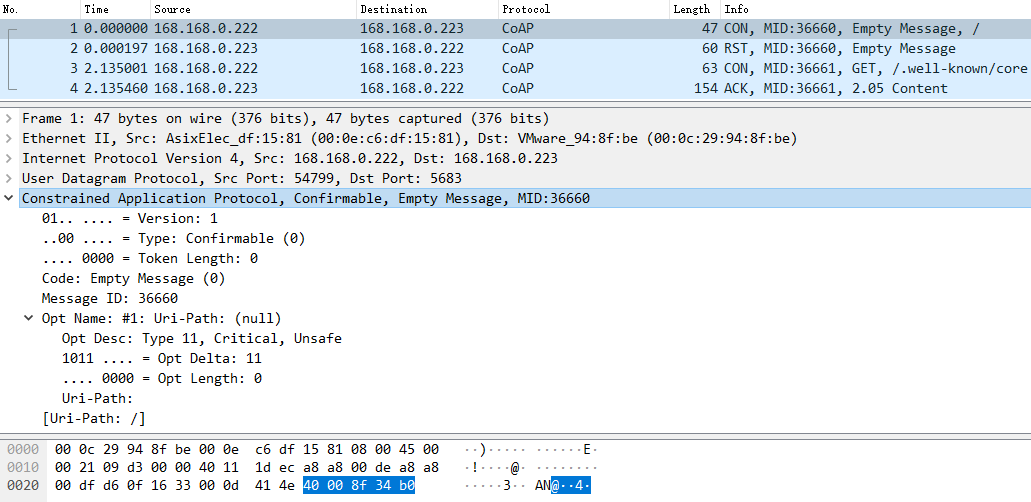 No. Time Source Destination Protocol Length Info
1 0.000000 168.168.0.222 168.168.0.223 CoAP 47 CON, MID:36660, Empty Message, /
2 0.000197 168.168.0.223 168.168.0.222 CoAP 60 RST, MID:36660, Empty Message
3 2.135001 168.168.0.222 168.168.0.223 CoAP 63 CON, MID:36661, GET, /.well-known/core
4 2.135460 168.168.0.223 168.168.0.222 CoAP 154 ACK, MID:36661, 2.05 Content
Frame 1: 47 bytes on wire (376 bits), 47 bytes captured (376 bits)
Ethernet II, Src: AsixElec_df:15:81 (00:0e:c6:df:15:81), Dst: VMware_94:8f:be (00:0c:29:94:8f:be)
Internet Protocol Version 4, Src: 168.168.0.222, Dst: 168.168.0.223
User Datagram Protocol, Src Port: 54799, Dst Port: 5683
Constrained Application Protocol, Confirmable, Empty Message, MID:36660
01.. .... = Version: 1
..00 .... = Type: Confirmable (0)
.... 0000 = Token Length: 0
Code: Empty Message (0)
Message ID: 36660
Opt Name: #1: Uri-Path: (null)
Opt Desc: Type 11, Critical, Unsafe
1011 .... = Opt Delta: 11
.... 0000 = Opt Length: 0
Uri-Path:
[Uri-Path: /]
0000 00 0c 29 94 8f be 00 0e c6 df 15 81 08 00 45 00 ··)····· ······E·
0010 00 21 09 d3 00 00 40 11 1d ec a8 a8 00 de a8 a8 ·!····@· ········
0020 00 df d6 0f 16 33 00 0d 41 4e 40 00 8f 34 b0 ·····3·· AN@··4·